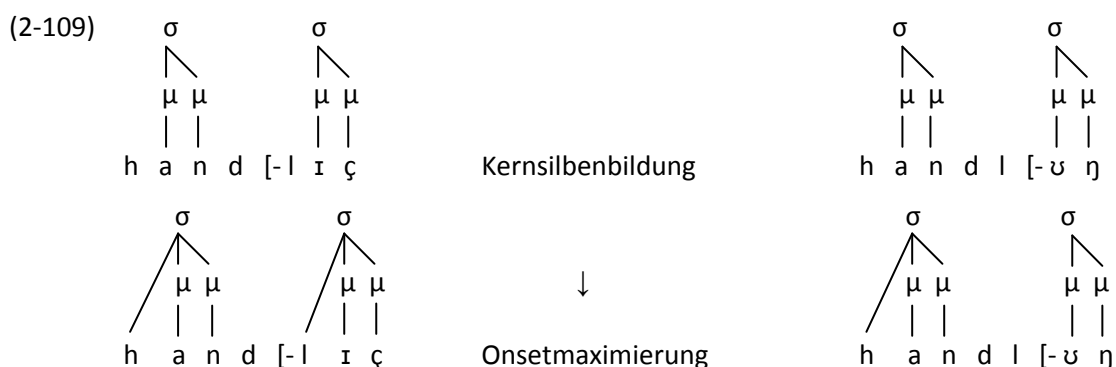 (2-109) σ σ σ σ
μ μ μ μ μ μ μ μ
h a n d [- l ɪ ç Kernsilbenbildung h a n d l [- ʊ ŋ
σ σ σ σ
μ μ μ μ ↓ μ μ μ μ
h a n d [- l ɪ ç Onsetmaximierung h a n d l [- ʊ ŋ